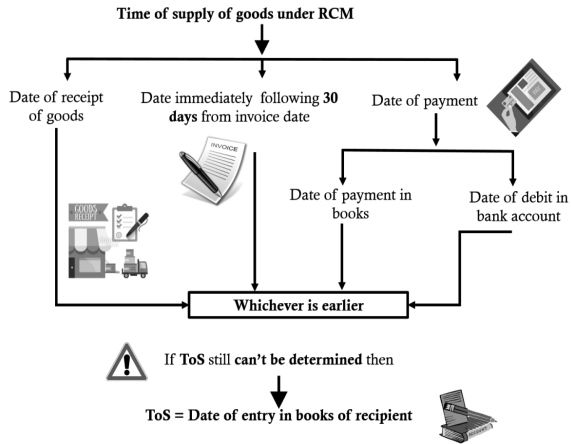 Time of supply of goods under RCM
Date of receipt
of goods
Date immediately following 30
days from invoice date
Date of payment
INVOICE
GOODS
RECEIPT
Date of payment in
books
Date of debit in
bank account
Whichever is earlier
If ToS still can't be determined then
ToS = Date of entry in books of recipient